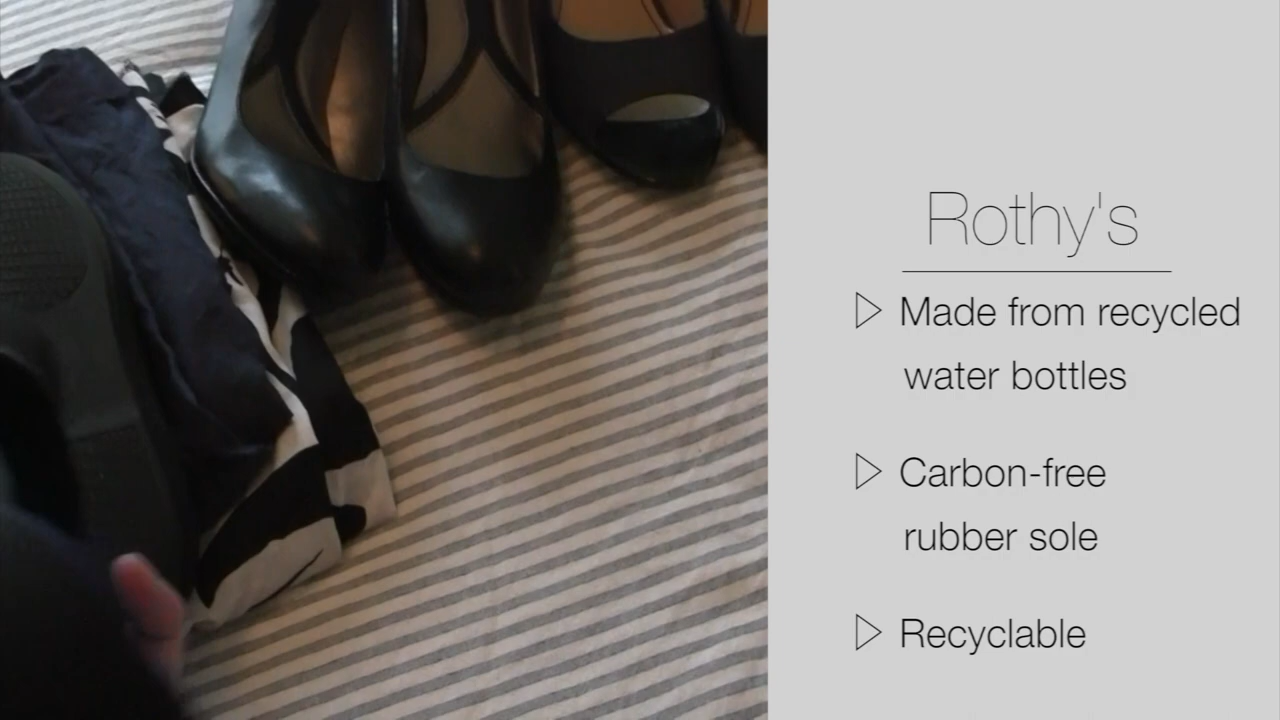 Rothy's
Made from recycled
water bottles
Carbon-free
rubber sole
Recyclable